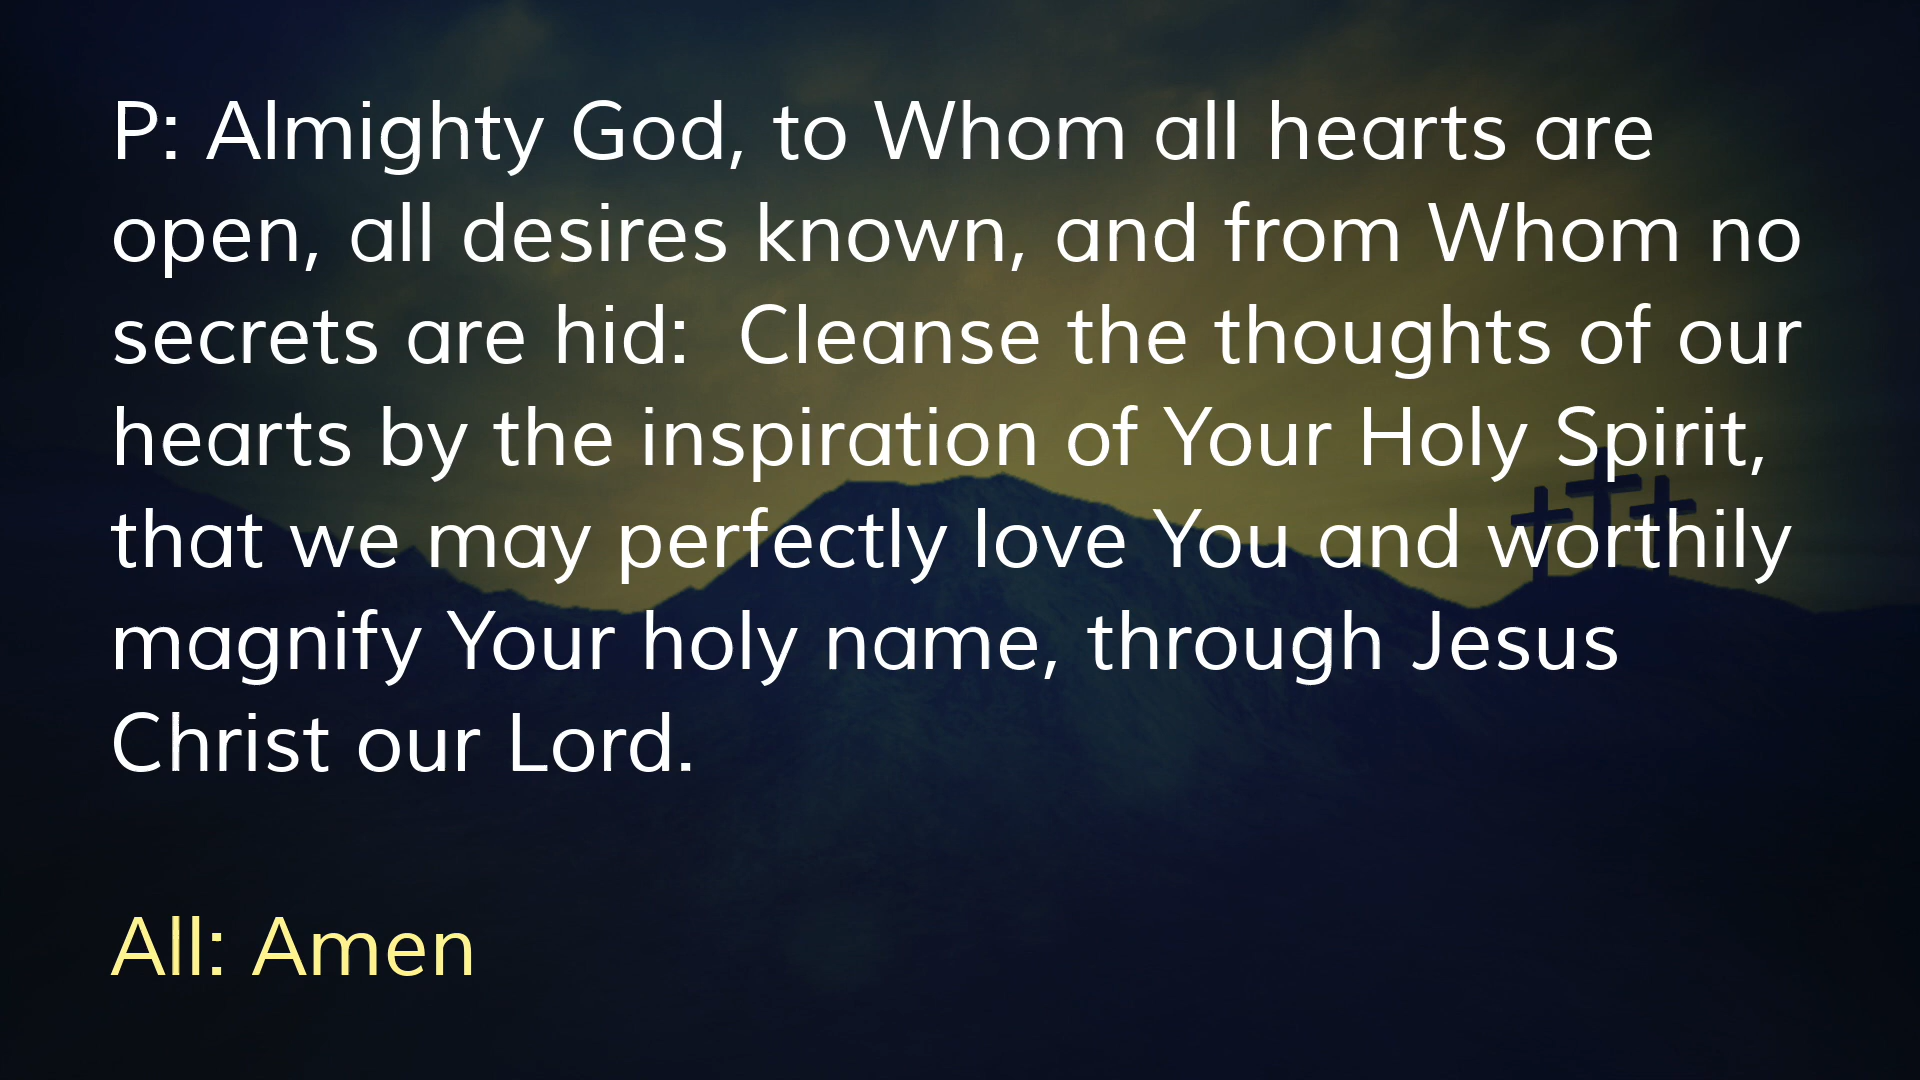 P: Almighty God, to Whom all hearts are
open, all desires known, and from Whom no
secrets are hid:  Cleanse the thoughts of our
hearts by the inspiration of Your Holy Spirit,
that we may perfectly love You and worthily
magnify Your holy name, through Jesus
Christ our Lord.
All: Amen